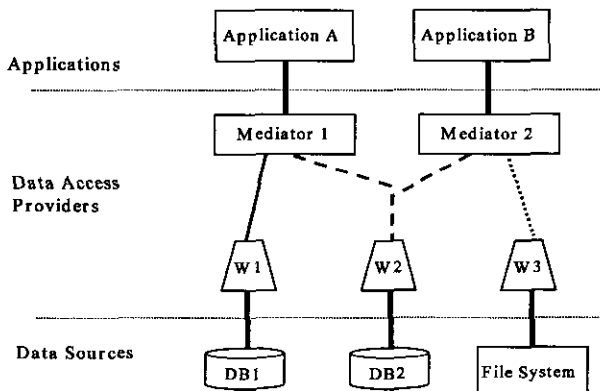 Application A
Application B
Applications
Mediator 1
Mediator 2
Data Access
Providers
W1
W2
W3
Data Sources
DB1
DB2
File System